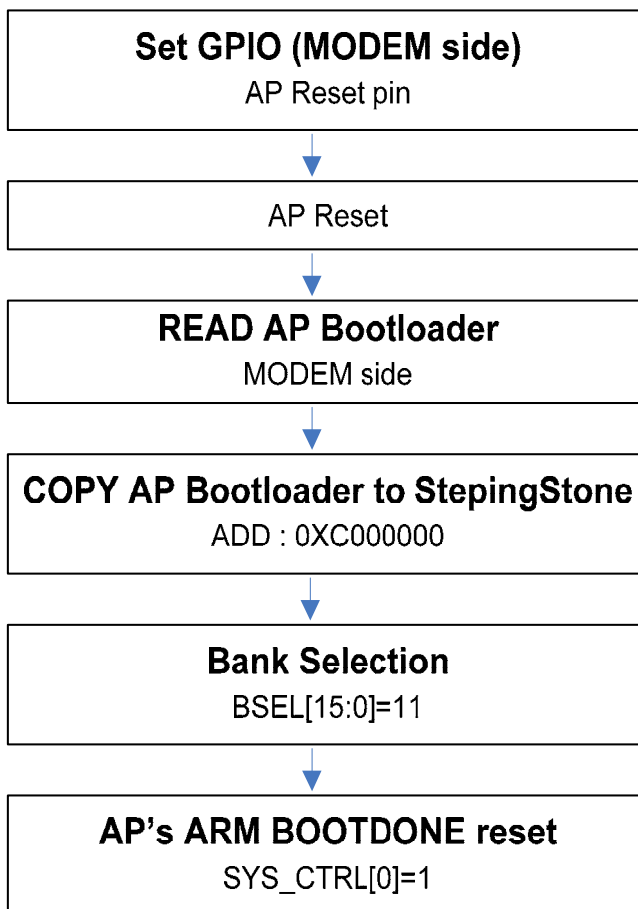 Set GPIO (MODEM side)
AP Reset pin
AP Reset
READ AP Bootloader
MODEM side
COPY AP Bootloader to StepingStone
ADD : 0XC000000
Bank Selection
BSEL[15:0]=11
AP's ARM BOOTDONE reset
SYS_CTRL[0]=1